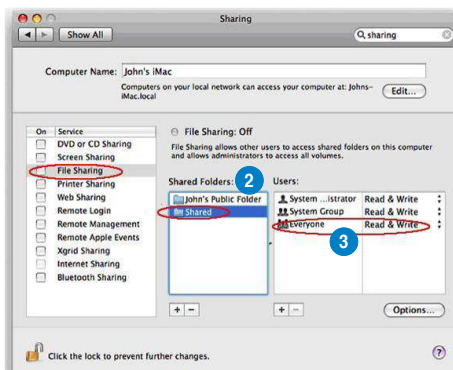 Sharing
Show All
sharing
Computer Name: John's iMac
Computers on your local network can access your computer at: Johns-
iMac.local
Edit...
On Service
DVD or CD Sharing
Screen Sharing
File Sharing
Printer Sharing
Web Sharing
Remote Login
Remote Management
Remote Apple Events
Xgrid Sharing
Internet Sharing
Bluetooth Sharing
File Sharing: Off
File Sharing allows other users to access shared folders on this computer
and allows administrators to access all volumes.
Shared Folders: 2 Users:
John's Public Folder
Shared
System ...istrator Read & Write
System Group Read & Write
Everyone Read & Write
3
+ -
+ -
Options...
Click the lock to prevent further changes.
?